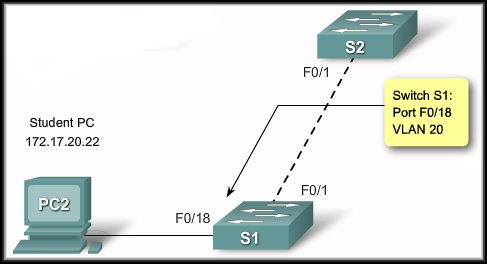 S2
F0/1
Switch S1:
Port F0/18
VLAN 20
Student PC
172.17.20.22
PC2
F0/18
F0/1
S1